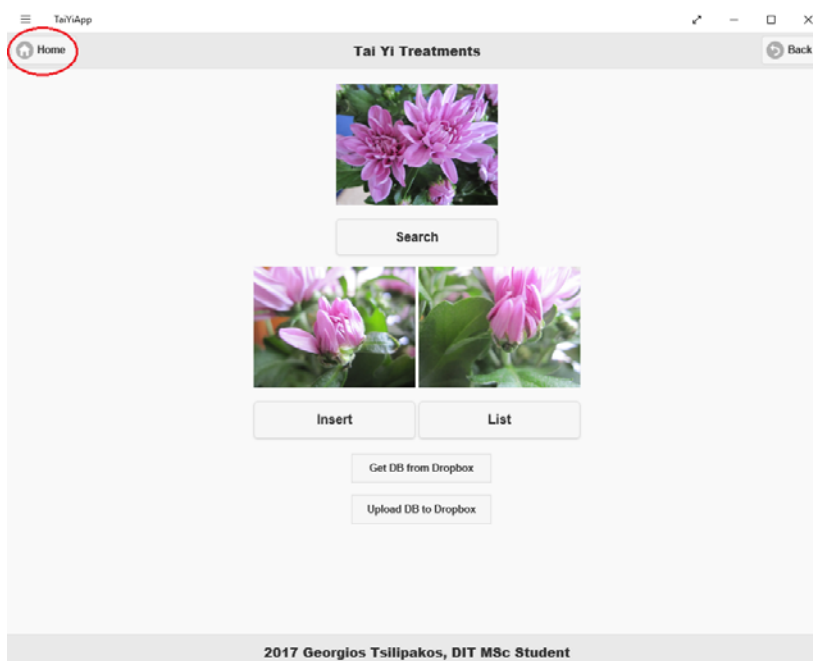 TaiYiApp
Home
Tai Yi Treatments
Back
Search
Insert
List
Get DB from Dropbox
Upload DB to Dropbox
2017 Georgios Tsilipakos, DIT MSc Student